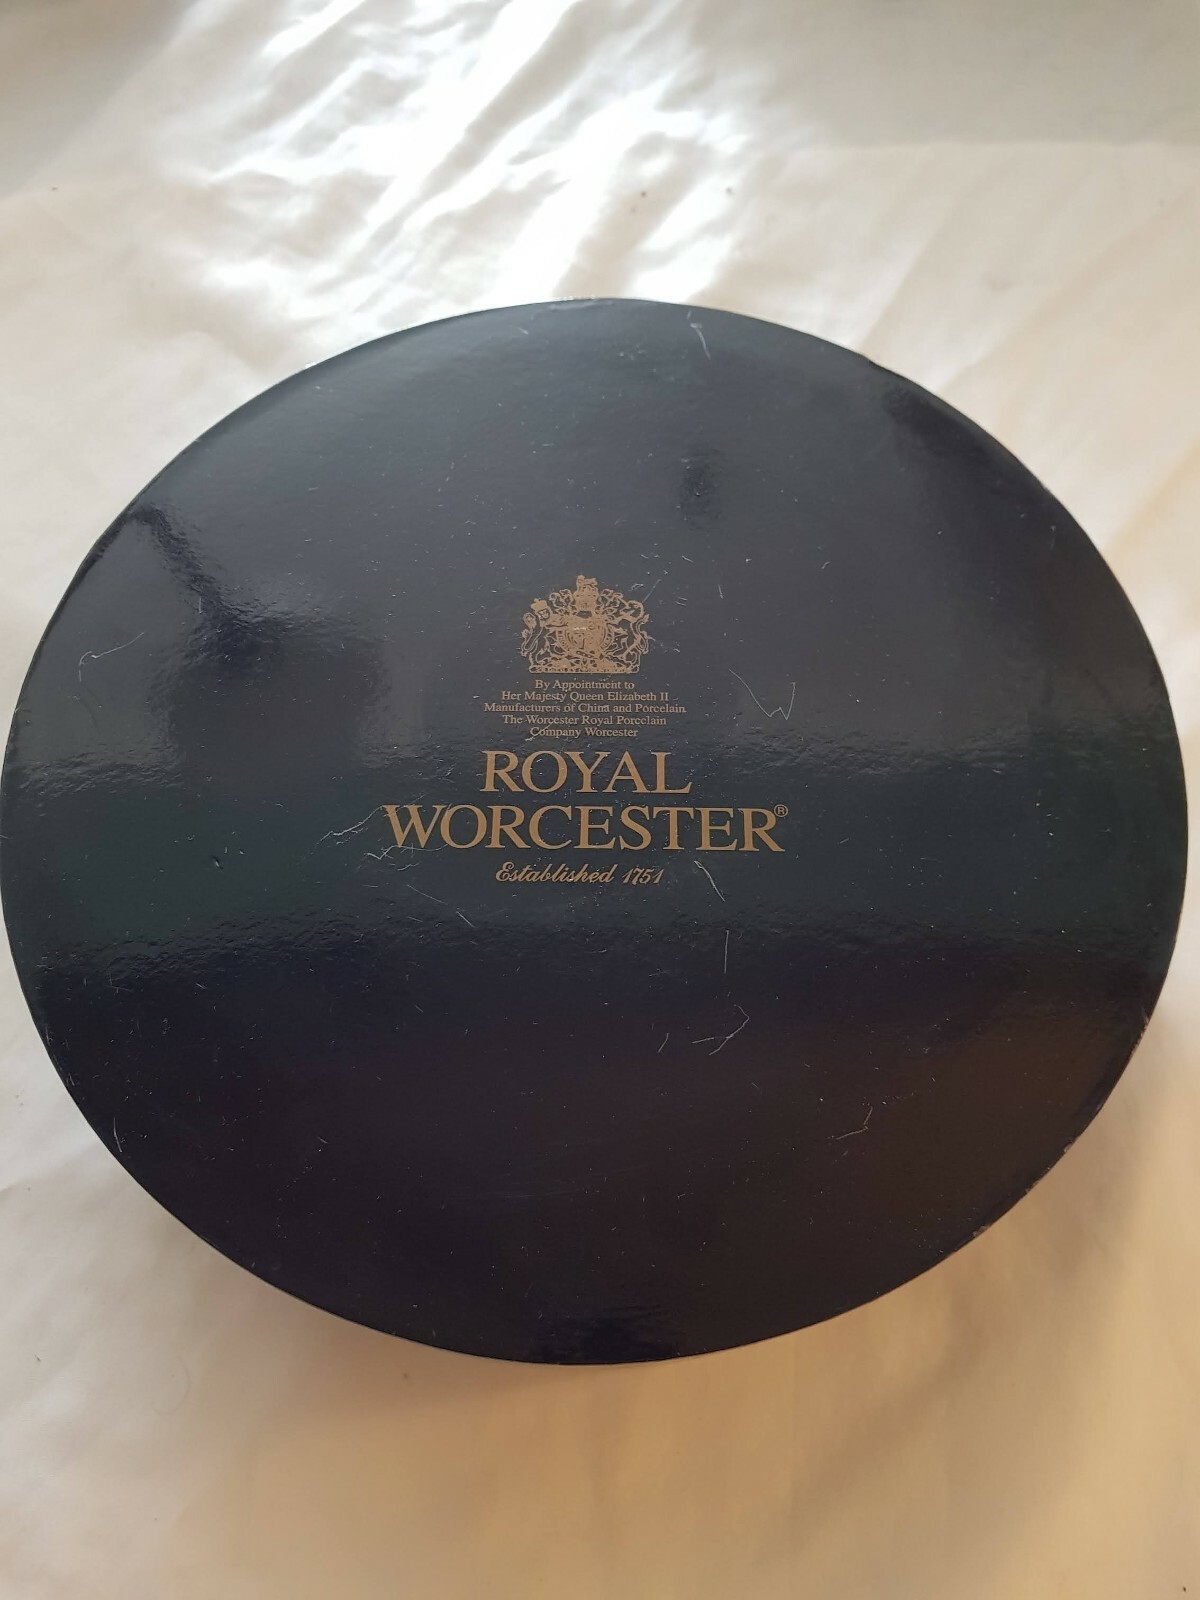 By Appointment to
Her Majesty Queen Elizabeth II
Manufacturers of China and Porcelain
The Worcester Royal Porcelain
Company Worcester
ROYAL
WORCESTER®
Established 1751